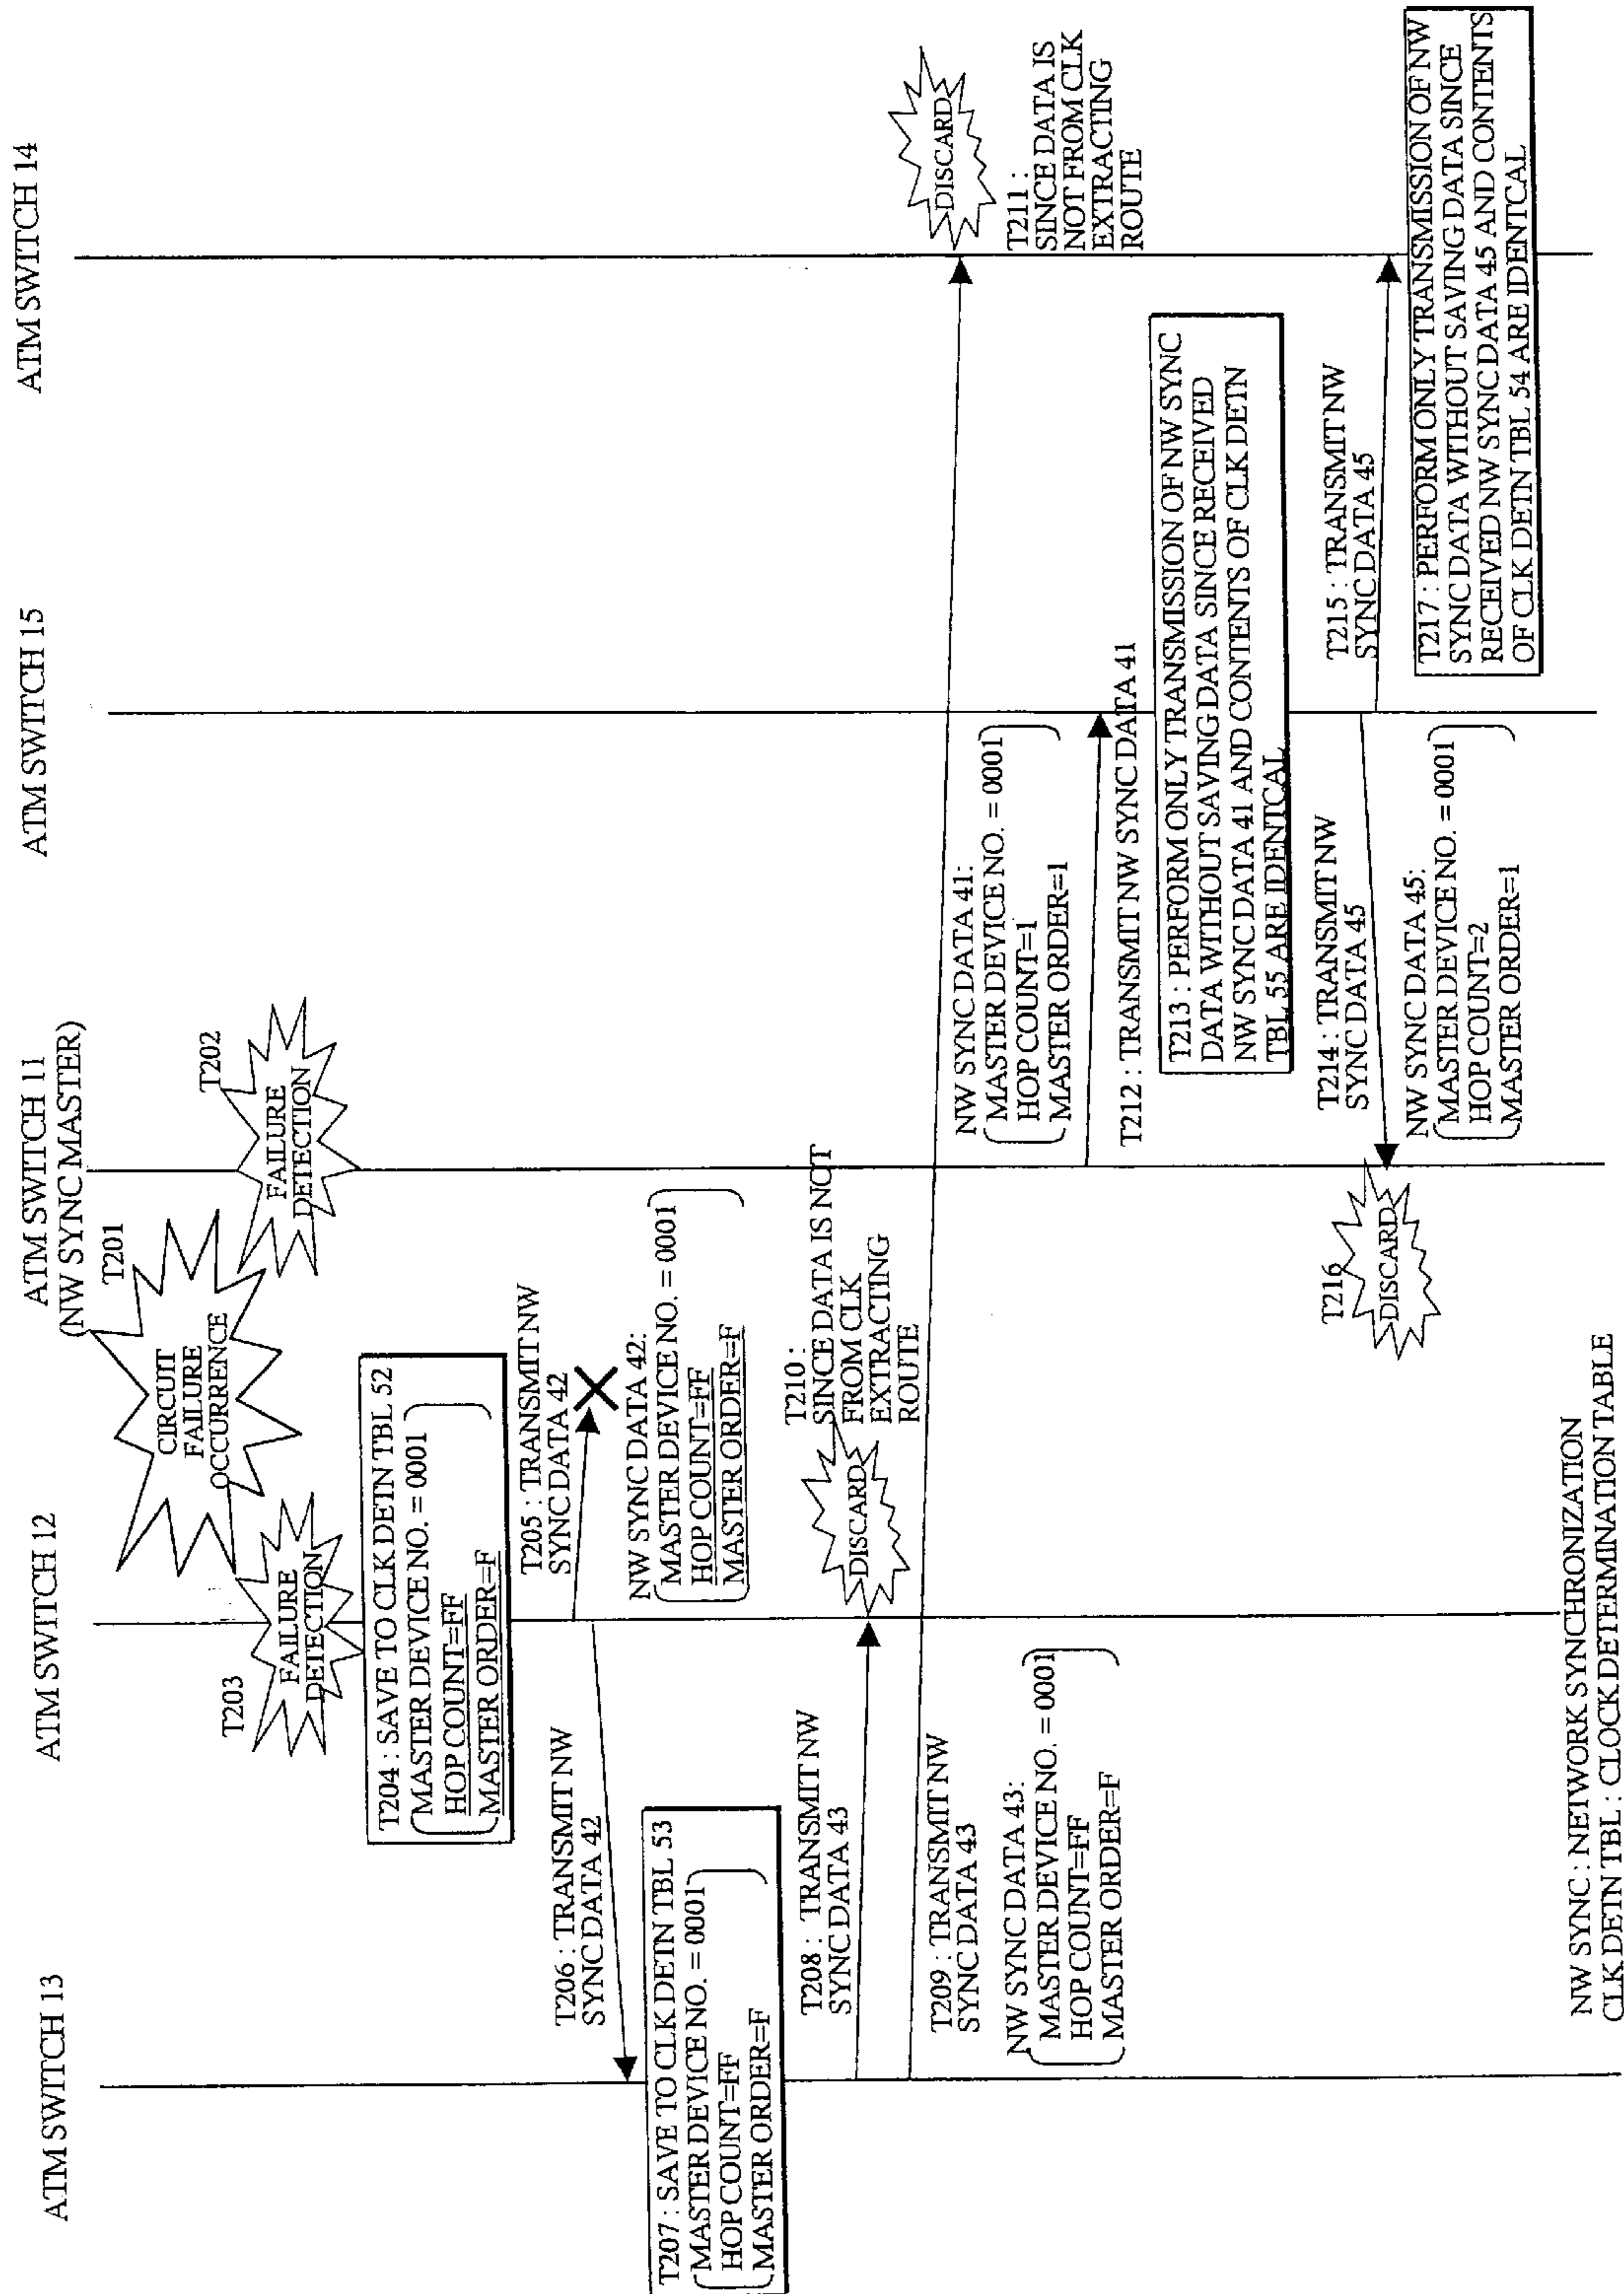 ATM SWITCH 13
ATM SWITCH 12
ATM SWITCH 11
(NW SYNC MASTER)
ATM SWITCH 15
ATM SWITCH 14
T201
CIRCUIT
FAILURE
OCCURRENCE
T202
FAILURE
DETECTION
T203
FAILURE
DETECTION
T204 : SAVE TO CLK DETN TBL 52
MASTER DEVICE NO. = 0001
HOP COUNT=FF
MASTER ORDER=F
T205 : TRANSMIT NW
SYNC DATA 42
NW SYNC DATA 42:
MASTER DEVICE NO. = 0001
HOP COUNT=FF
MASTER ORDER=F
T206 : TRANSMIT NW
SYNC DATA 42
T207 : SAVE TO CLK DETN TBL 53
MASTER DEVICE NO. = 0001
HOP COUNT=FF
MASTER ORDER=F
T208 : TRANSMIT NW
SYNC DATA 43
DISCARD
T210 :
SINCE DATA IS NOT
FROM CLK
EXTRACTING
ROUTE
T209 : TRANSMIT NW
SYNC DATA 43
NW SYNC DATA 43:
MASTER DEVICE NO. = 0001
HOP COUNT=FF
MASTER ORDER=F
DISCARD
T211 :
SINCE DATA IS
NOT FROM CLK
EXTRACTING
ROUTE
NW SYNC DATA 41:
MASTER DEVICE NO. = 0001
HOP COUNT=1
MASTER ORDER=1
T212 : TRANSMIT NW SYNC DATA 41
T213 : PERFORM ONLY TRANSMISSION OF NW SYNC
DATA WITHOUT SAVING DATA SINCE RECEIVED
NW SYNC DATA 41 AND CONTENTS OF CLK DETN
TBL 55 ARE IDENTCAL
T214 : TRANSMIT NW
SYNC DATA 45
T215 : TRANSMIT NW
SYNC DATA 45
T216
DISCARD
NW SYNC DATA 45:
MASTER DEVICE NO. = 0001
HOP COUNT=2
MASTER ORDER=1
T217 : PERFORM ONLY TRANSMISSION OF NW
SYNC DATA WITHOUT SAVING DATA SINCE
RECEIVED NW SYNC DATA 45 AND CONTENTS
OF CLK DETN TBL 54 ARE IDENTCAL
NW SYNC : NETWORK SYNCHRONIZATION
CLK DETN TBL : CLOCK DETERMINATION TABLE